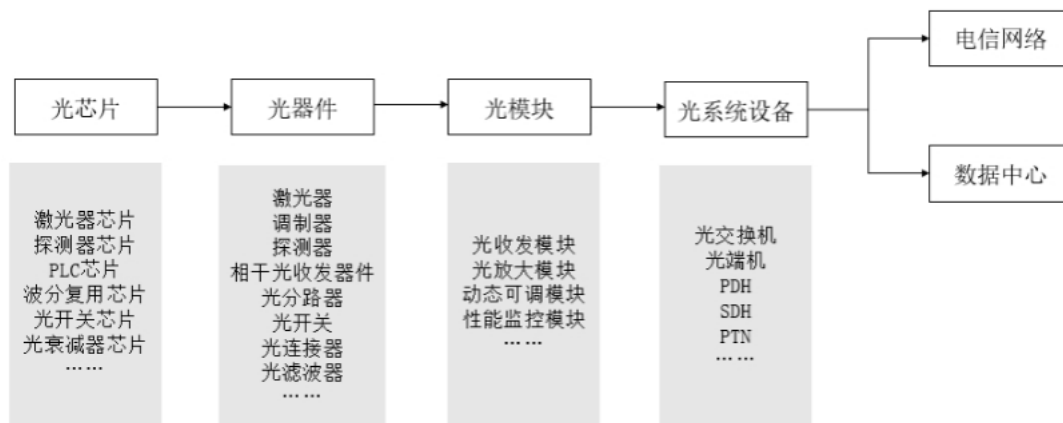 电信网络
光芯片
光器件
光模块
光系统设备
数据中心
激光器芯片
探测器芯片
PLC芯片
波分复用芯片
光开关芯片
光衰减器芯片
……
激光器
调制器
探测器
相干光收发器件
光分路器
光开关
光连接器
光滤波器
……
光收发模块
光放大模块
动态可调模块
性能监控模块
……
光交换机
光端机
PDH
SDH
PTN
……